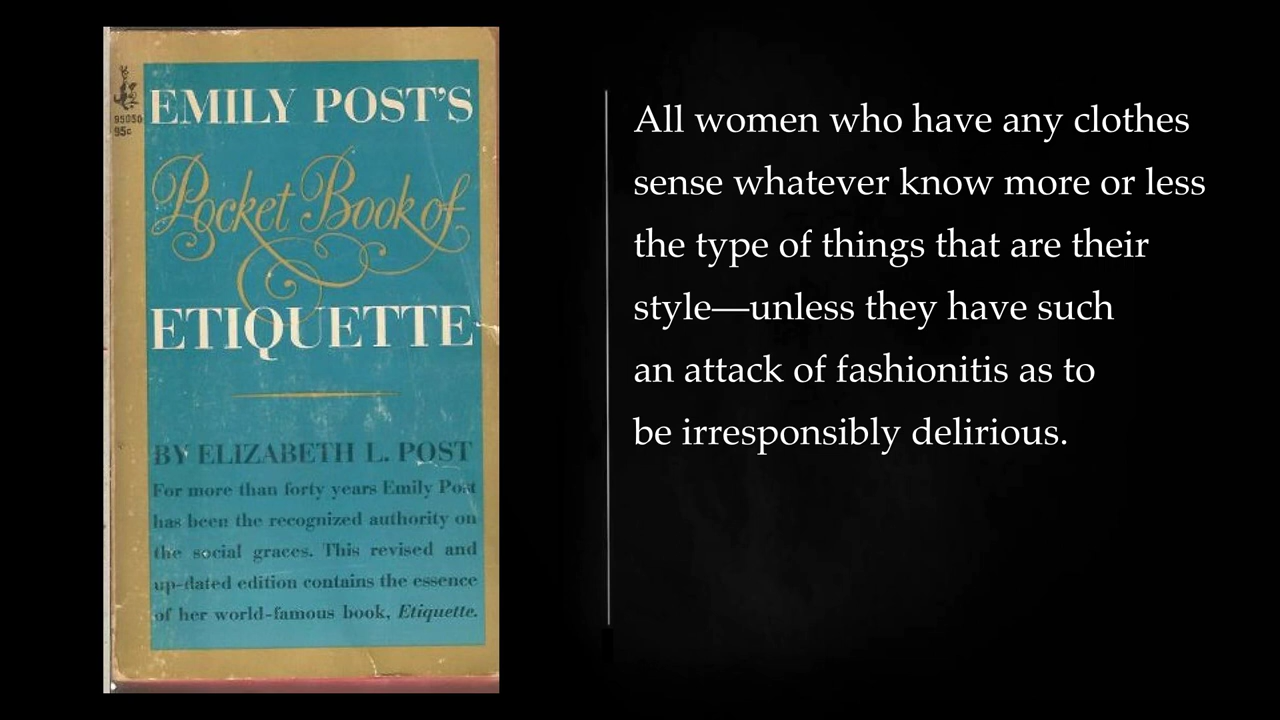 95050
95c
EMILY POST'S
Pocket Book of
ETIQUETTE
BY ELIZABETH L. POST
For more than forty years Emily Post
has been the recognized authority on
the social graces. This revised and
up-dated edition contains the essence
of her world-famous book, Etiquette.
All women who have any clothes
sense whatever know more or less
the type of things that are their
style—unless they have such
an attack of fashionitis as to
be irresponsibly delirious.